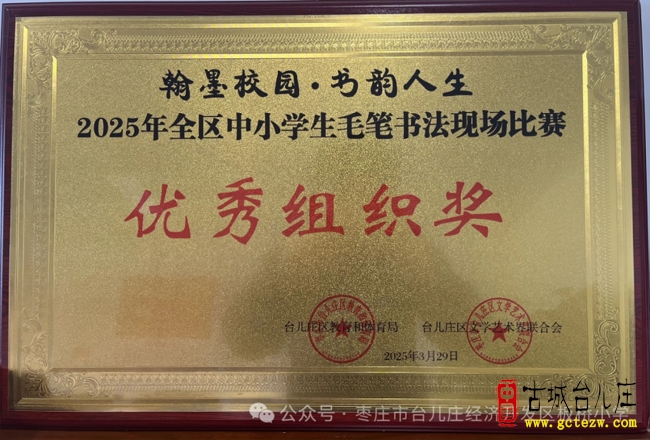 翰墨校园·书韵人生
2025年全区中小学生毛笔书法现场比赛
优秀组织奖
台儿庄区教育和体育局 台儿庄区文学艺术界联合会
2025年3月29日
古城台儿庄
www.gctezw.com
公众号·枣庄市台儿庄经济开发区板桥小学